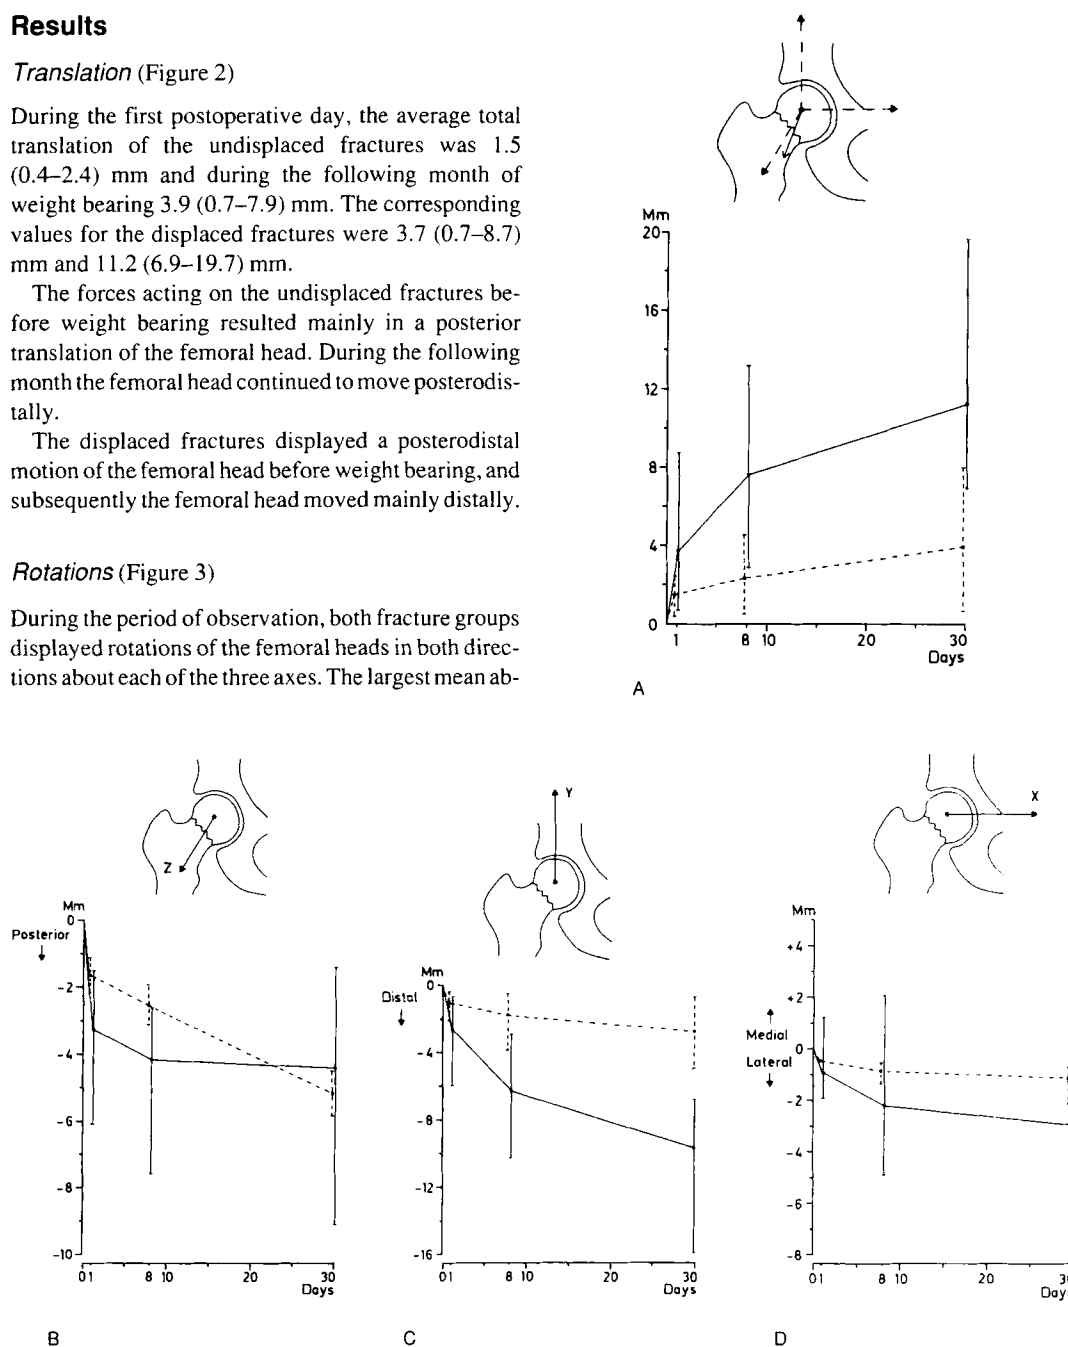 Results
Translation (Figure 2)
During the first postoperative day, the average total
translation of the undisplaced fractures was 1.5
(0.4–2.4) mm and during the following month of
weight bearing 3.9 (0.7–7.9) mm. The corresponding
values for the displaced fractures were 3.7 (0.7–8.7)
mm and 11.2 (6.9–19.7) mm.
The forces acting on the undisplaced fractures be-
fore weight bearing resulted mainly in a posterior
translation of the femoral head. During the following
month the femoral head continued to move posterodis-
tally.
The displaced fractures displayed a posterodistal
motion of the femoral head before weight bearing, and
subsequently the femoral head moved mainly distally.
Rotations (Figure 3)
During the period of observation, both fracture groups
displayed rotations of the femoral heads in both direc-
tions about each of the three axes. The largest mean ab-
Mm
20
16
12
8
4
0
1 8 10 20 30
Days
A
Z
Mm
0
Posterior
-2
-4
-6
-8
-10
0 1 8 10 20 30
Days
B
Y
Mm
0
Distal
-4
-8
-12
-16
0 1 8 10 20 30
Days
C
X
Mm
+4
+2
Medial
0
Lateral
-2
-4
-6
-8
0 1 8 10 20
Days
D